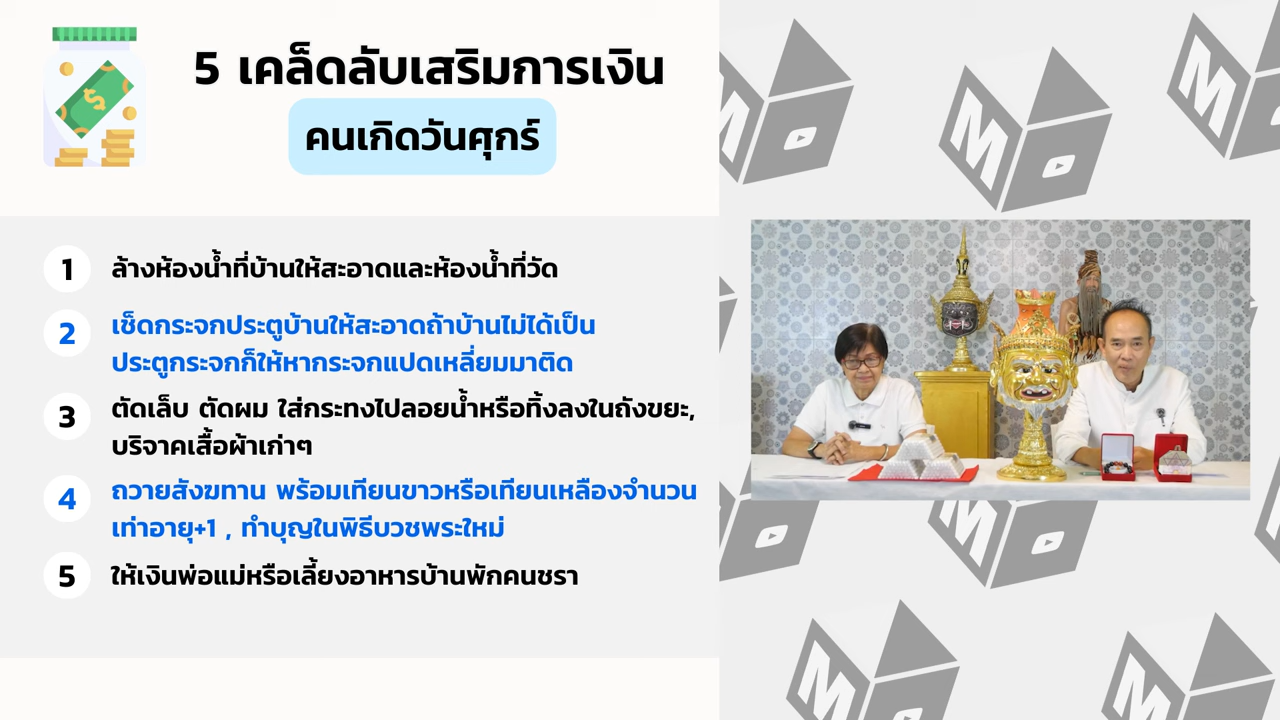 5 เคล็ดลับเสริมการเงิน
คนเกิดวันศุกร์
1 ล้างห้องน้ำที่บ้านให้สะอาดและห้องน้ำที่วัด
2 เช็ดกระจกประตูบ้านให้สะอาดถ้าบ้านไม่ได้เป็น
ประตูกระจกก็ให้หากระจกแปดเหลี่ยมมาติด
3 ตัดเล็บ ตัดผม ใส่กระทงไปลอยน้ำหรือทิ้งลงในถังขยะ,
บริจาคเสื้อผ้าเก่าๆ
4 ถวายสังฆทาน พร้อมเทียนขาวหรือเทียนเหลืองจำนวน
เท่าอายุ+1 , ทำบุญในพิธีบวชพระใหม่
5 ให้เงินพ่อแม่หรือเลี้ยงอาหารบ้านพักคนชรา
M
M
M
M
M
M